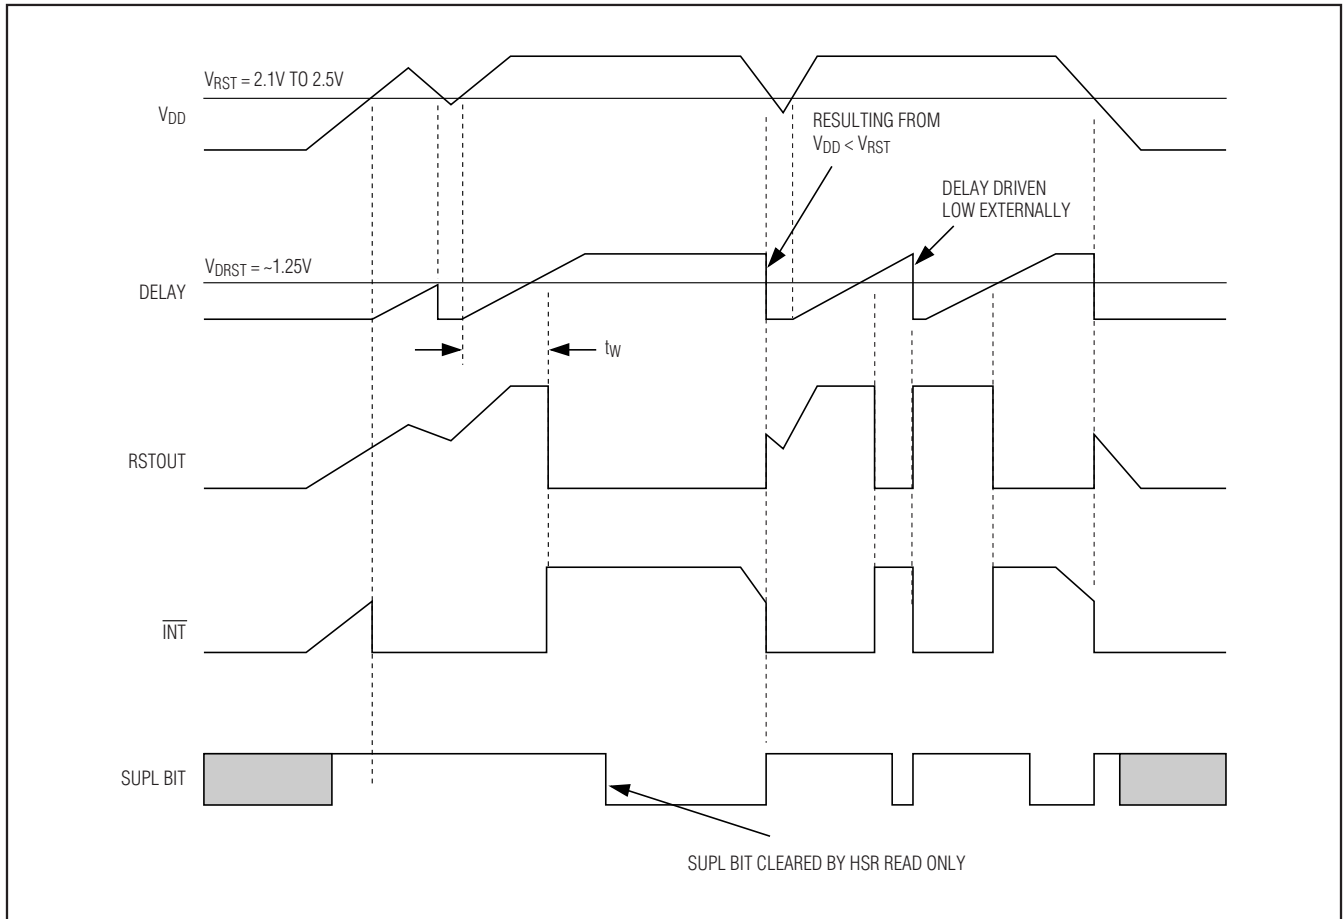 VRST = 2.1V TO 2.5V
VDD
RESULTING FROM
VDD < VRST
DELAY DRIVEN
LOW EXTERNALLY
VDRST = ~1.25V
DELAY
tW
RSTOUT
INT
SUPL BIT
SUPL BIT CLEARED BY HSR READ ONLY